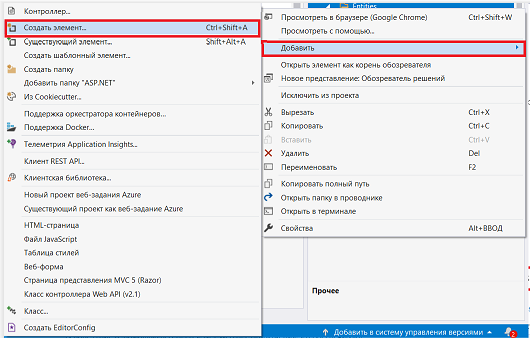 Контроллер...
Создать элемент... Ctrl+Shift+A
Существующий элемент... Shift+Alt+A
Создать шаблонный элемент...
Создать папку
Добавить папку "ASP.NET"
Из Cookiecutter...
Поддержка оркестратора контейнеров...
Поддержка Docker...
Телеметрия Application Insights...
Клиент REST API...
Клиентская библиотека...
Новый проект веб-задания Azure
Существующий проект как веб-задание Azure
HTML-страница
Файл JavaScript
Таблица стилей
Веб-форма
Страница представления MVC 5 (Razor)
Класс контроллера Web API (v2.1)
Класс...
Создать EditorConfig
Entities
Просмотреть в браузере (Google Chrome) Ctrl+Shift+W
Просмотреть с помощью...
Добавить
Открыть элемент как корень обозревателя
Новое представление: Обозреватель решений
Исключить из проекта
Вырезать Ctrl+X
Копировать Ctrl+C
Вставить Ctrl+V
Удалить Del
Переименовать F2
Копировать полный путь
Открыть папку в проводнике
Открыть в терминале
Свойства Alt+ВВОД
Прочее
Добавить в систему управления версиями
2